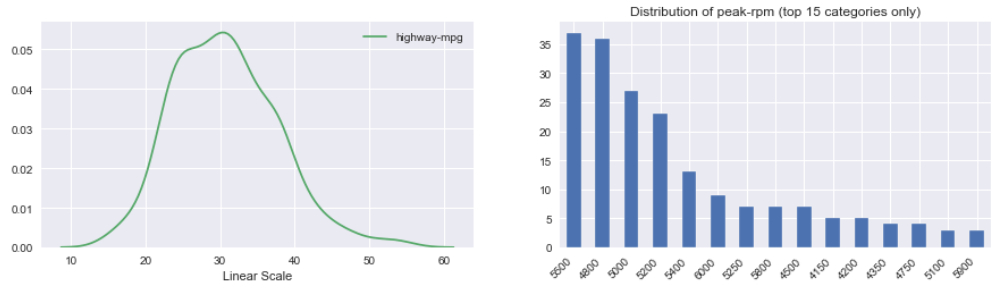 0.05
0.04
0.03
0.02
0.01
0.00
10 20 30 40 50 60
Linear Scale
highway-mpg
Distribution of peak-rpm (top 15 categories only)
35
30
25
20
15
10
5
0
5500 4800 5000 5200 5400 6000 5250 5800 4500 4150 4200 4350 4750 5100 5900